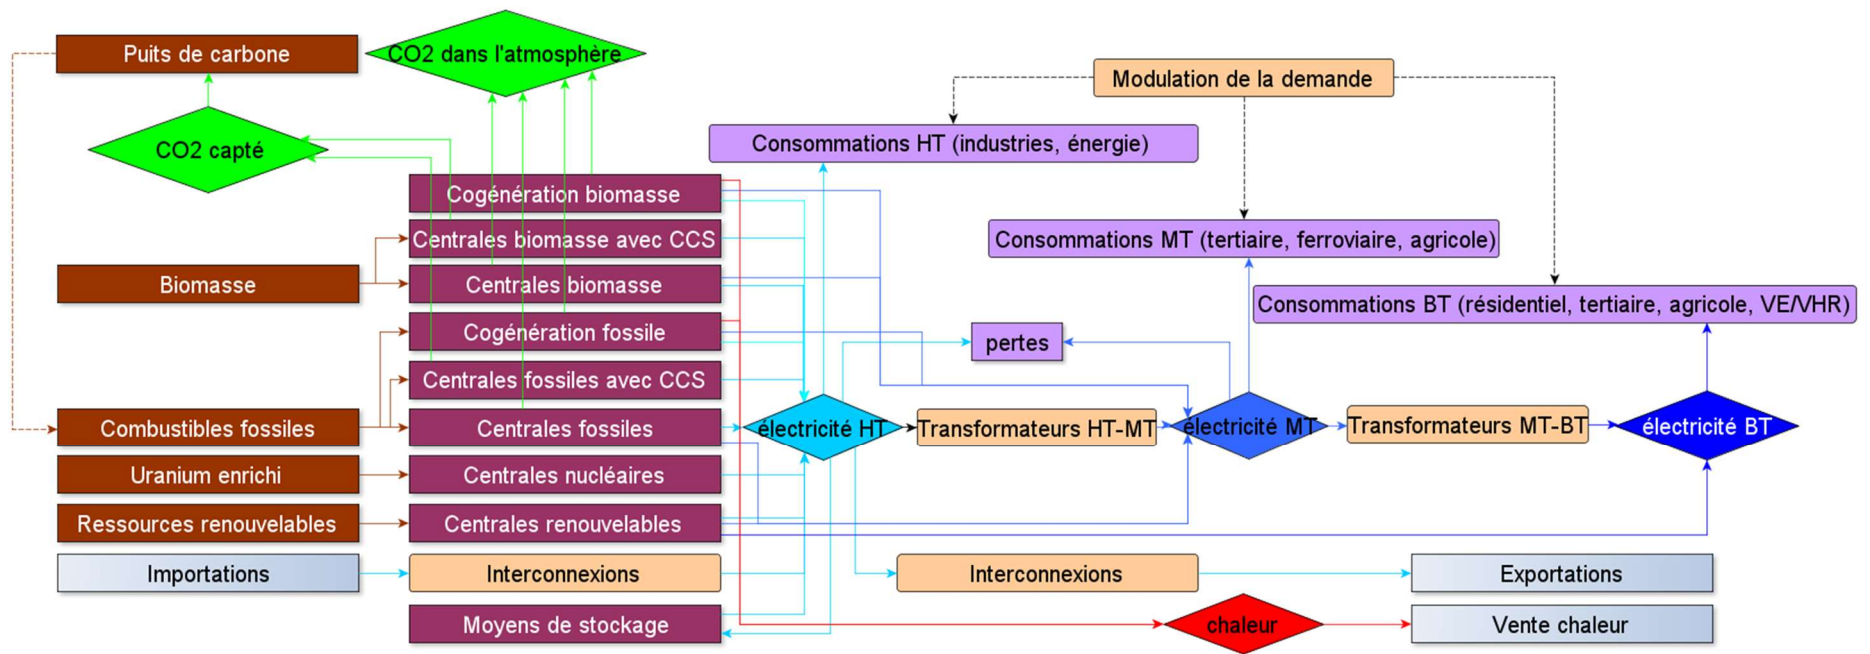 Puits de carbone
CO2 dans l'atmosphère
Modulation de la demande
CO2 capté
Consommations HT (industries, énergie)
Cogénération biomasse
Centrales biomasse avec CCS
Consommations MT (tertiaire, ferroviaire, agricole)
Biomasse
Centrales biomasse
Consommations BT (résidentiel, tertiaire, agricole, VE/VHR)
Cogénération fossile
pertes
Centrales fossiles avec CCS
Combustibles fossiles
Centrales fossiles
électricité HT
Transformateurs HT-MT
électricité MT
Transformateurs MT-BT
électricité BT
Uranium enrichi
Centrales nucléaires
Ressources renouvelables
Centrales renouvelables
Importations
Interconnexions
Interconnexions
Exportations
Moyens de stockage
chaleur
Vente chaleur